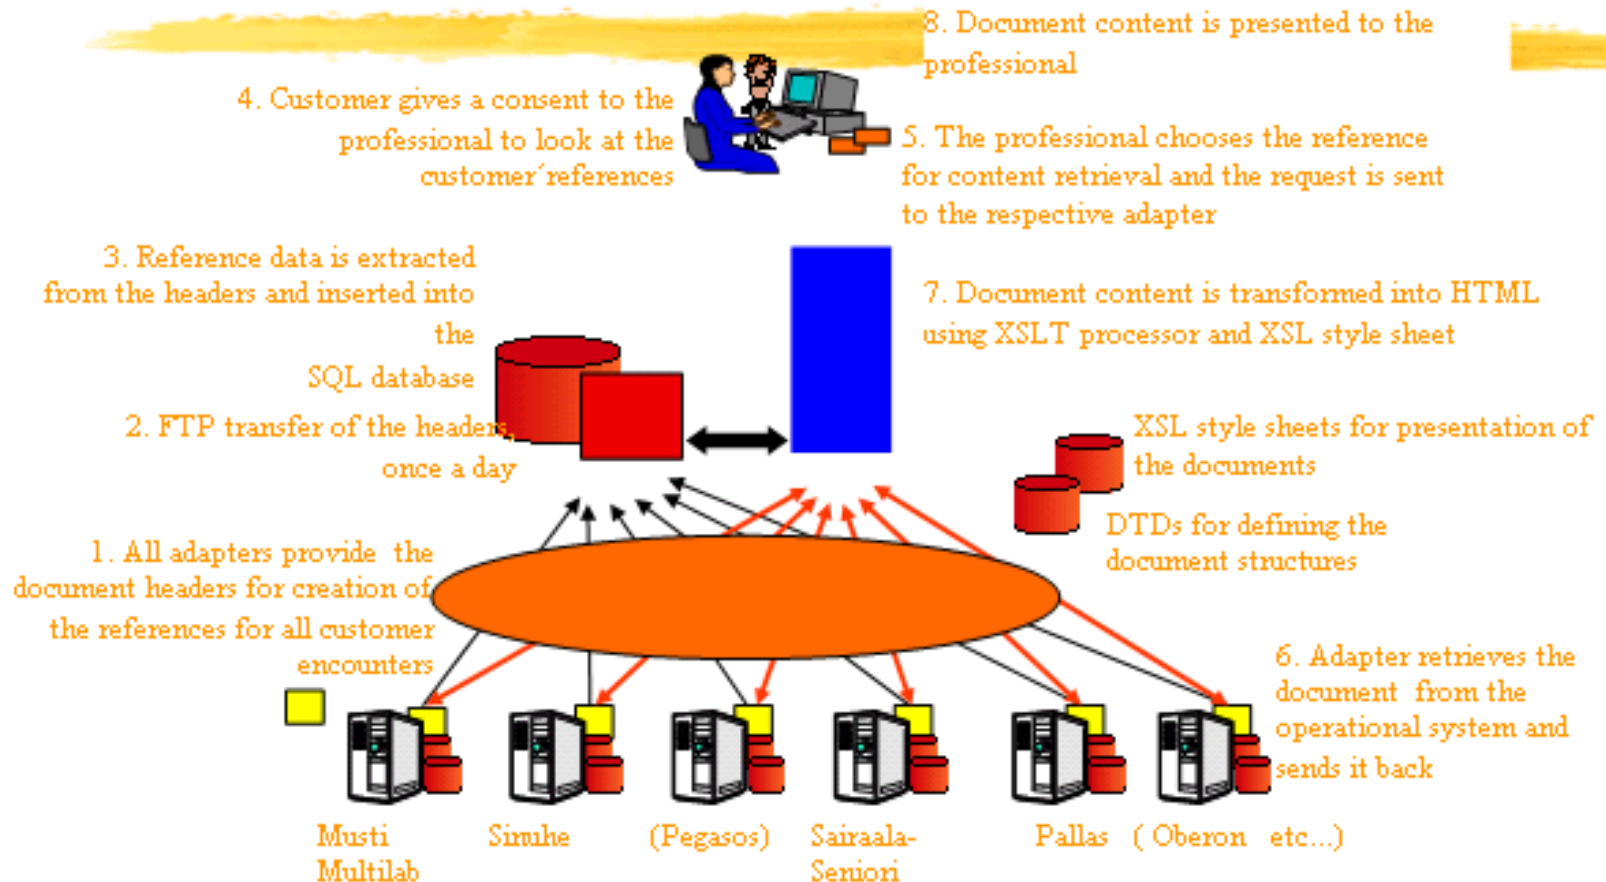 8. Document content is presented to the
professional
4. Customer gives a consent to the
professional to look at the
customer´references
5. The professional chooses the reference
for content retrieval and the request is sent
to the respective adapter
3. Reference data is extracted
from the headers and inserted into
the
SQL database
7. Document content is transformed into HTML
using XSLT processor and XSL style sheet
2. FTP transfer of the headers,
once a day
XSL style sheets for presentation of
the documents
DTDs for defining the
document structures
1. All adapters provide the
document headers for creation of
the references for all customer
encounters
6. Adapter retrieves the
document from the
operational system and
sends it back
Musti
Multilab
Sinuhe
(Pegasos)
Sairaala-
Seniori
Pallas
( Oberon etc...)